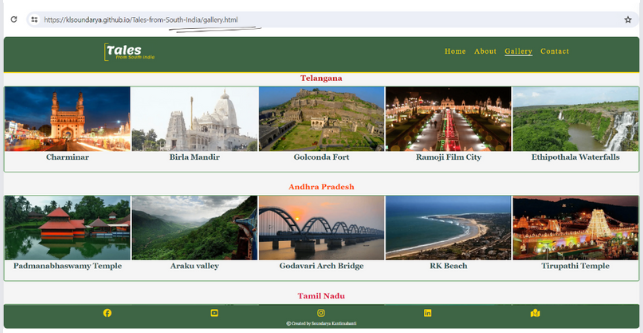 https://klsoundarya.github.io/Tales-from-South-India/gallery.html
Tales
from South India
Home About Gallery Contact
Telangana
Charminar Birla Mandir Golconda Fort Ramoji Film City Ethipothala Waterfalls
Andhra Pradesh
Padmanabhaswamy Temple Araku valley Godavari Arch Bridge RK Beach Tirupathi Temple
Tamil Nadu
© Created by Soundarya